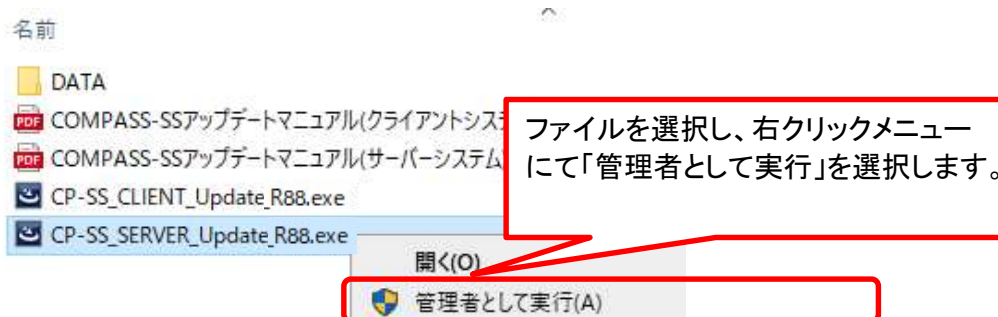 名前
DATA
COMPASS-SSアップデートマニュアル(クライアントシス
COMPASS-SSアップデートマニュアル(サーバーシステム
CP-SS_CLIENT_Update_R88.exe
CP-SS_SERVER_Update_R88.exe
ファイルを選択し、右クリックメニュー
にて「管理者として実行」を選択します。
開く(O)
管理者として実行(A)